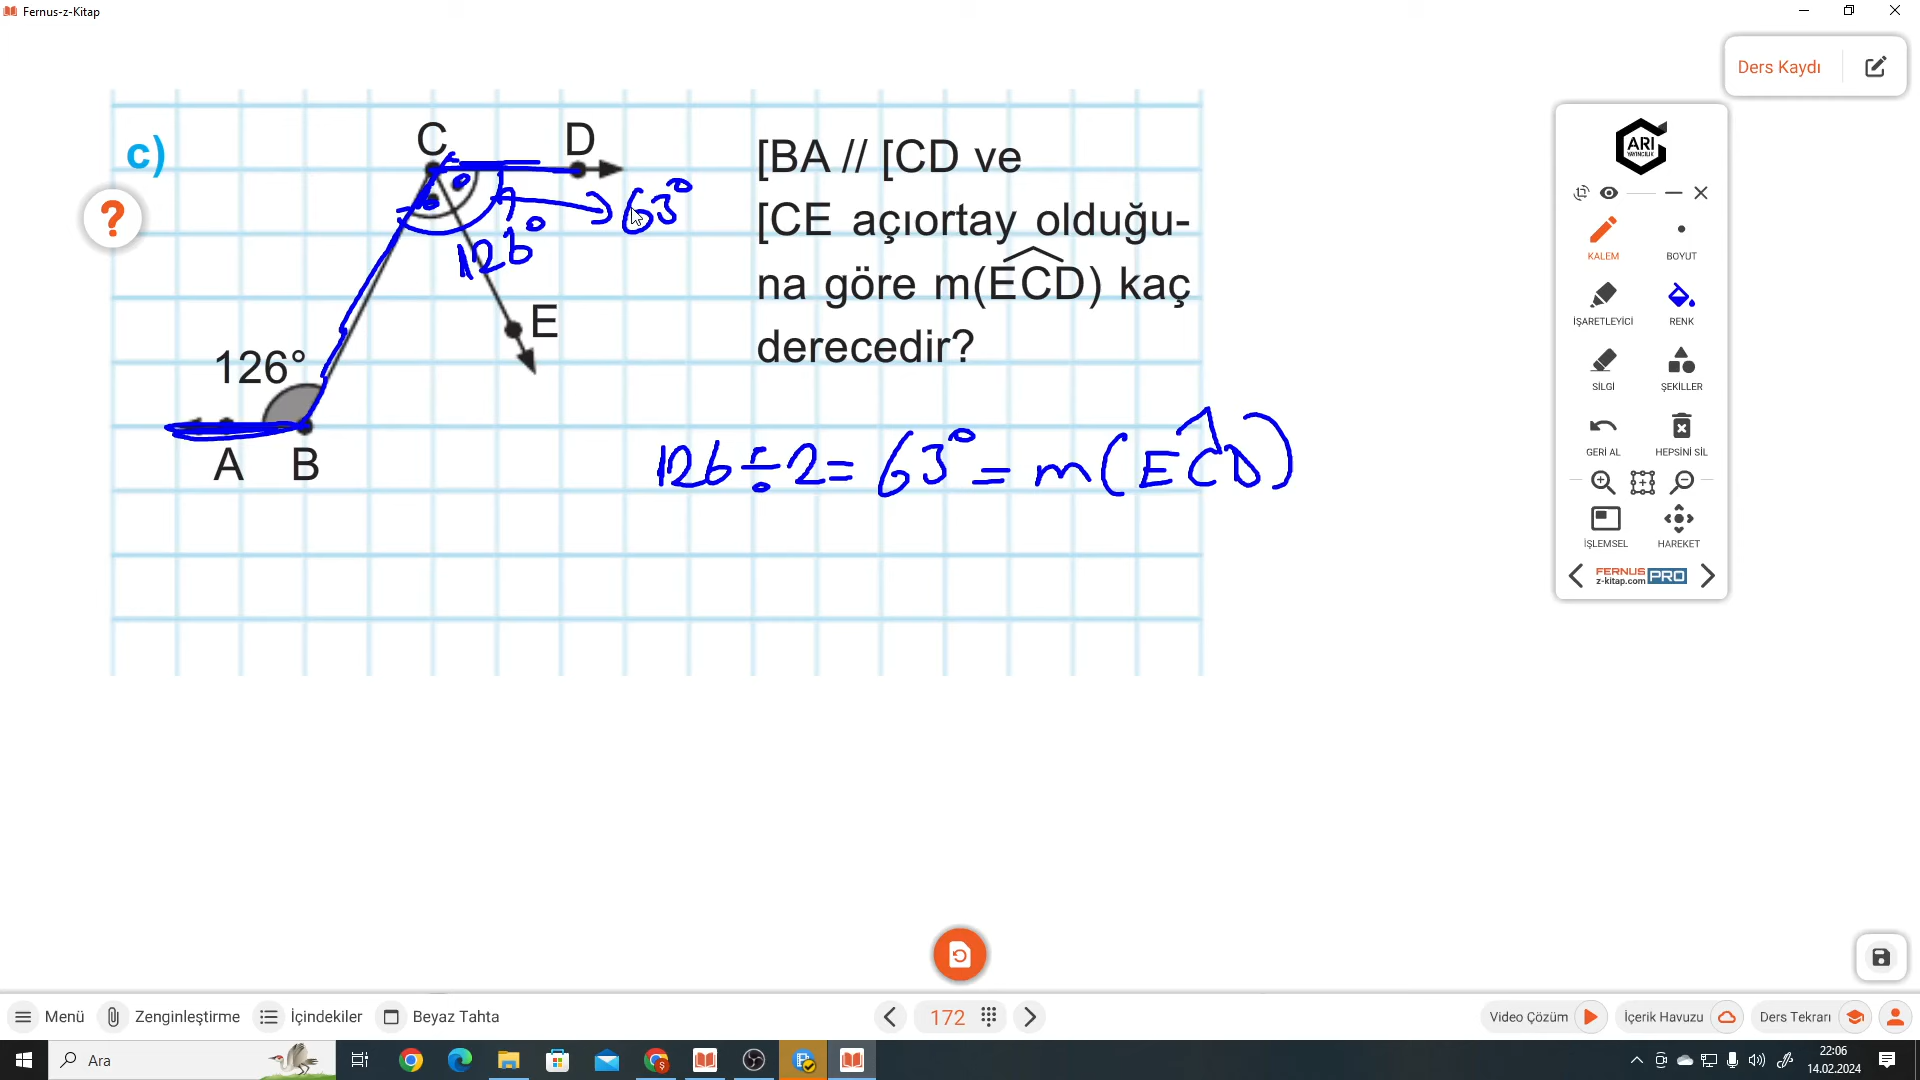 Fernus-z-Kitap
Ders Kaydı
c)
C D
[BA // [CD ve
63°
[CE açıortay olduğu-
126°
na göre m(ECD) kaç
E
derecedir?
126°
A B
126 ÷ 2 = 63° = m(ECD)
ARI
YAYINCILIK
KALEM BOYUT
İŞARETLEYİCİ RENK
SİLGİ ŞEKİLLER
GERİ AL HEPSİNİ SİL
İŞLEMSEL HAREKET
FERNUS
z-kitap.com PRO
Menü Zenginleştirme İçindekiler Beyaz Tahta 172 Video Çözüm İçerik Havuzu Ders Tekrarı
Ara
22:06
14.02.2024